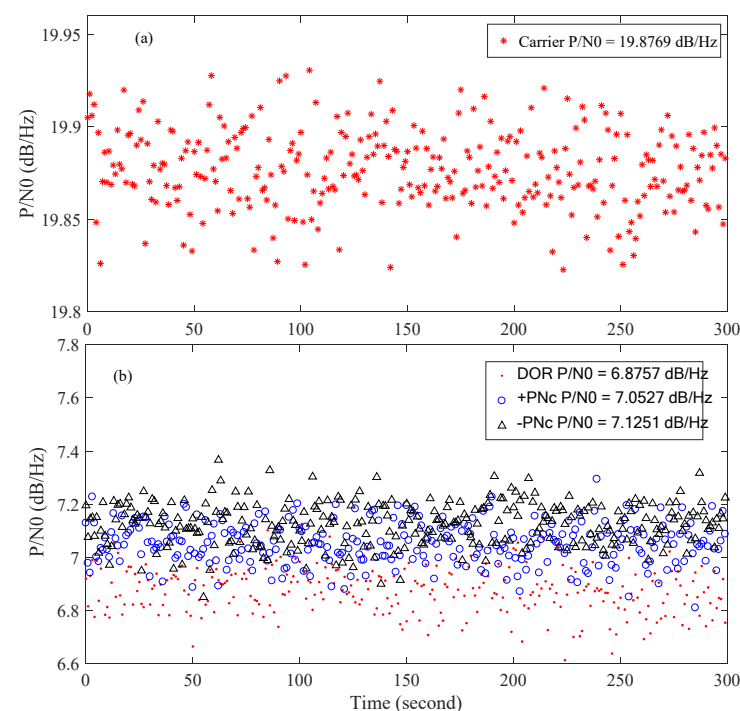 19.95
(a)
Carrier P/N0 = 19.8769 dB/Hz
19.9
P/N0 (dB/Hz)
19.85
19.8
0 50 100 150 200 250 300
7.8
(b)
DOR P/N0 = 6.8757 dB/Hz
7.6
+PNc P/N0 = 7.0527 dB/Hz
-PNc P/N0 = 7.1251 dB/Hz
7.4
7.2
P/N0 (dB/Hz)
7
6.8
6.6
0 50 100 150 200 250 300
Time (second)